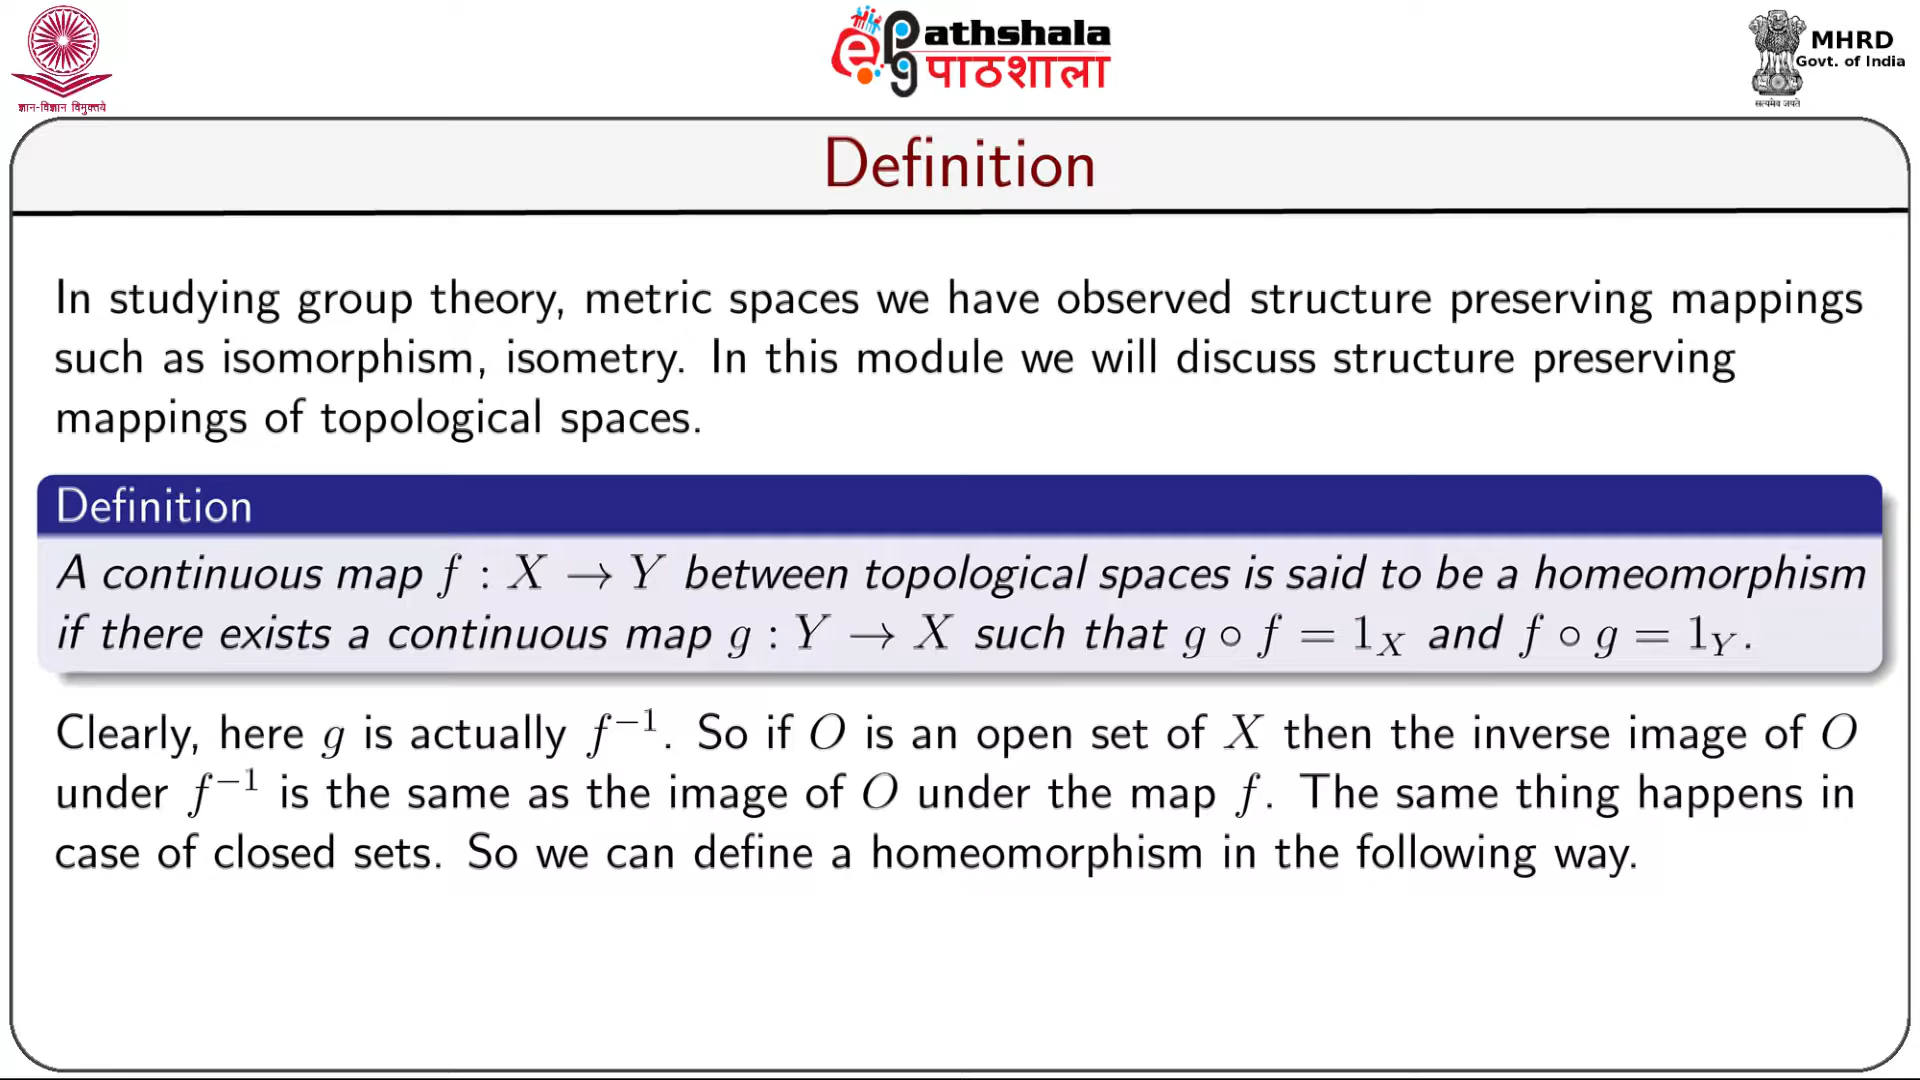 ज्ञान-विज्ञान विमुक्तये
ePG athshala
पाठशाला
MHRD
Govt. of India
सत्यमेव जयते
Definition
In studying group theory, metric spaces we have observed structure preserving mappings
such as isomorphism, isometry. In this module we will discuss structure preserving
mappings of topological spaces.
Definition
A continuous map f : X → Y between topological spaces is said to be a homeomorphism
if there exists a continuous map g : Y → X such that g ∘ f = 1_X and f ∘ g = 1_Y.
Clearly, here g is actually f⁻¹. So if O is an open set of X then the inverse image of O
under f⁻¹ is the same as the image of O under the map f. The same thing happens in
case of closed sets. So we can define a homeomorphism in the following way.